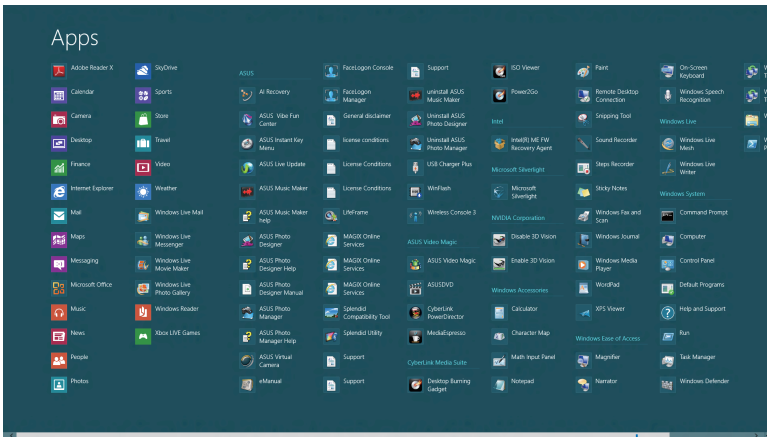 Apps
Adobe Reader X
Calendar
Camera
Desktop
Finance
Internet Explorer
Mail
Maps
Messaging
Microsoft Office
Music
News
People
Photos
SkyDrive
Sports
Store
Travel
Video
Weather
Windows Live Mail
Windows Live
Messenger
Windows Live
Movie Maker
Windows Live
Photo Gallery
Windows Reader
Xbox LIVE Games
ASUS
AI Recovery
ASUS Vibe Fun
Center
ASUS Instant Key
Menu
ASUS Live Update
ASUS Music Maker
ASUS Music Maker
help
ASUS Photo
Designer
ASUS Photo
Designer Help
ASUS Photo
Designer Manual
ASUS Photo
Manager
ASUS Photo
Manager Help
ASUS Virtual
Camera
eManual
FaceLogon Console
FaceLogon
Manager
General disclaimer
license conditions
License Conditions
License Conditions
LifeFrame
MAGIX Online
Services
MAGIX Online
Services
MAGIX Online
Services
Splendid
Compatibility Tool
Splendid Utility
Support
Support
Support
uninstall ASUS
Music Maker
Uninstall ASUS
Photo Designer
Uninstall ASUS
Photo Manager
USB Charger Plus
WinFlash
Wireless Console 3
ASUS Video Magic
ASUS Video Magic
ASUSDVD
CyberLink
PowerDirector
MediaEspresso
CyberLink Media Suite
Desktop Burning
Gadget
ISO Viewer
Power2Go
Intel
Intel(R) ME FW
Recovery Agent
Microsoft Silverlight
Microsoft
Silverlight
NVIDIA Corporation
Disable 3D Vision
Enable 3D Vision
Windows Accessories
Calculator
Character Map
Math Input Panel
Notepad
Paint
Remote Desktop
Connection
Snipping Tool
Sound Recorder
Steps Recorder
Sticky Notes
Windows Fax and
Scan
Windows Journal
Windows Media
Player
WordPad
XPS Viewer
Windows Ease of Access
Magnifier
Narrator
On-Screen
Keyboard
Windows Speech
Recognition
Windows Live
Windows Live
Mesh
Windows Live
Writer
Windows System
Command Prompt
Computer
Control Panel
Default Programs
Help and Support
Run
Task Manager
Windows Defender